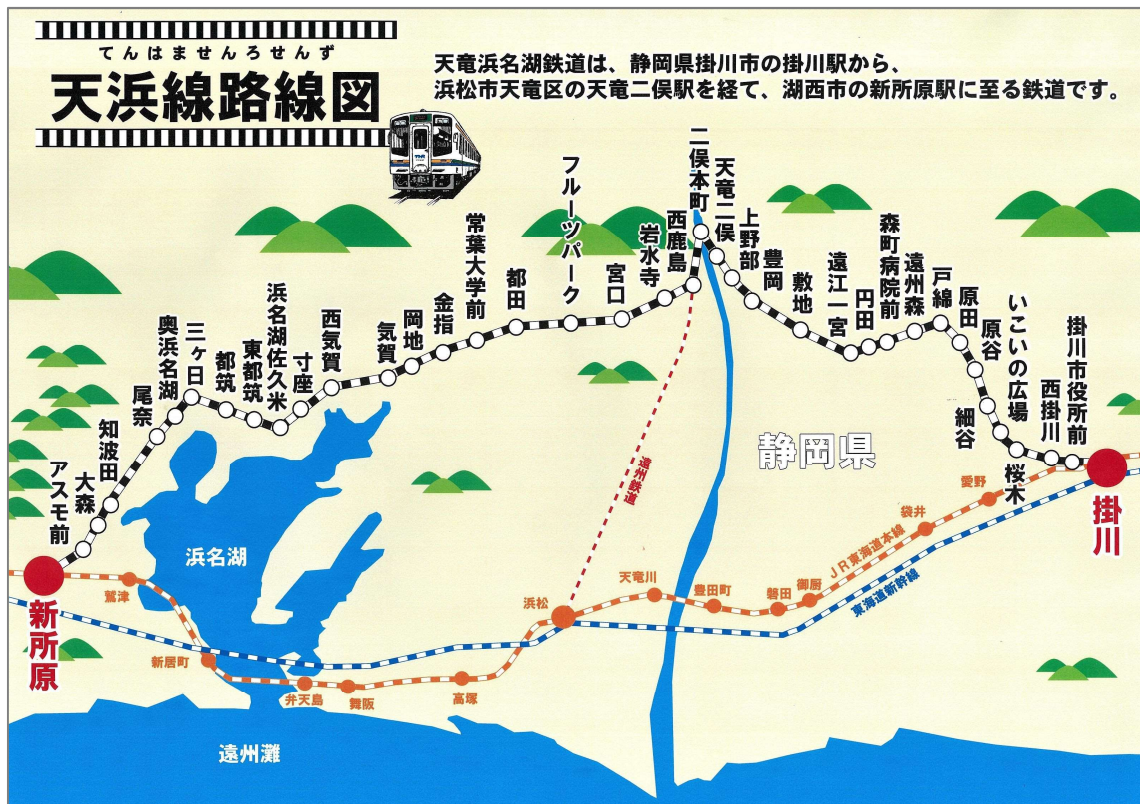 てんはませんろせんず
天浜線路線図
天竜浜名湖鉄道は、静岡県掛川市の掛川駅から、
浜松市天竜区の天竜二俣駅を経て、湖西市の新所原駅に至る鉄道です。
新所原
アスモ前
大森
知波田
尾奈
奥浜名湖
三ヶ日
都筑
東都筑
浜名湖佐久米
寸座
西気賀
気賀
岡地
金指
常葉大学前
都田
フルーツパーク
宮口
岩水寺
西鹿島
二俣本町
天竜二俣
上野部
豊岡
敷地
遠江一宮
円田
森町病院前
遠州森
戸綿
原田
原谷
細谷
いこいの広場
桜木
西掛川
掛川市役所前
掛川
静岡県
遠州鉄道
浜名湖
鷲津
新居町
弁天島
舞阪
高塚
浜松
天竜川
豊田町
磐田
御厨
袋井
愛野
JR東海道本線
東海道新幹線
遠州灘